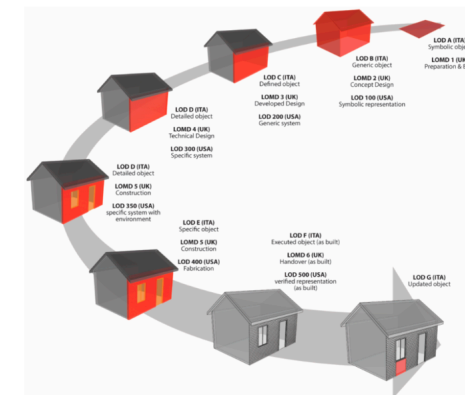 LOD A (ITA)
Symbolic
LOMD 1 (UK)
Preparation &
LOD B (ITA)
Generic object
LOMD 2 (UK)
Concept Design
LOD 100 (USA)
Symbolic representation
LOD C (ITA)
Defined object
LOMD 3 (UK)
Developed Design
LOD 200 (USA)
Generic system
LOD D (ITA)
Detailed object
LOMD 4 (UK)
Technical Design
LOD 300 (USA)
Specific system
LOD D (ITA)
Detailed object
LOMD 5 (UK)
Construction
LOD 350 (USA)
specific system with
environment
LOD E (ITA)
Specific object
LOMD 5 (UK)
Construction
LOD 400 (USA)
Fabrication
LOD F (ITA)
Executed object (as built)
LOMD 6 (UK)
Handover (as built)
LOD 500 (USA)
verified representation
(as built)
LOD G (ITA)
Updated object